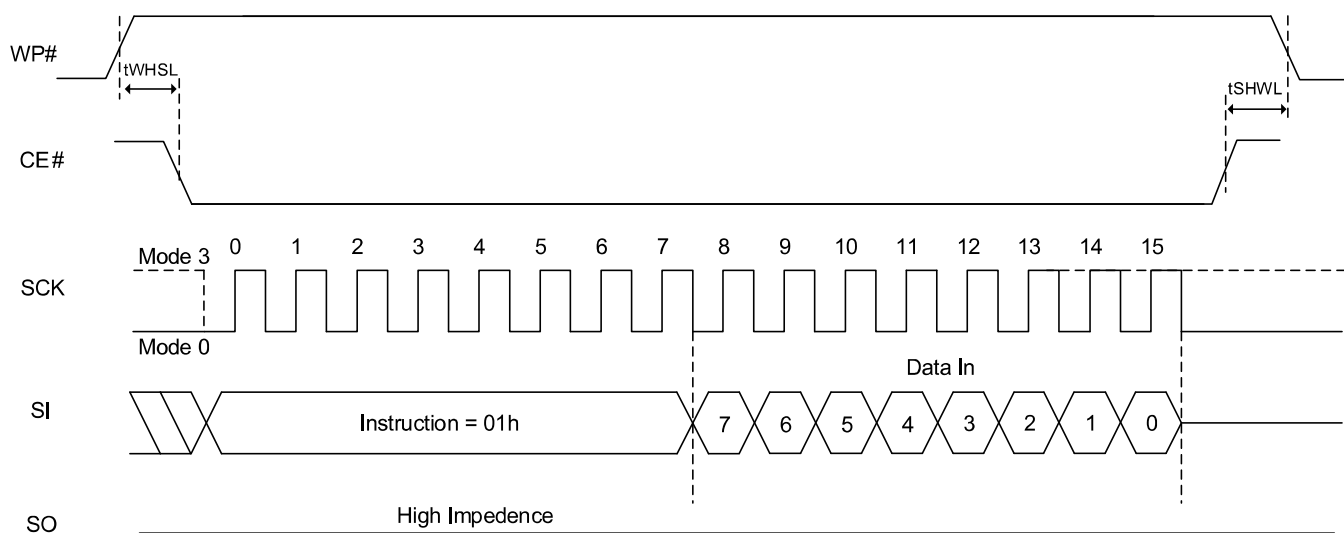 WP#
tWHSL
tSHWL
CE#
0 1 2 3 4 5 6 7 8 9 10 11 12 13 14 15
Mode 3
SCK
Mode 0
Data In
SI
Instruction = 01h
7 6 5 4 3 2 1 0
High Impedence
SO